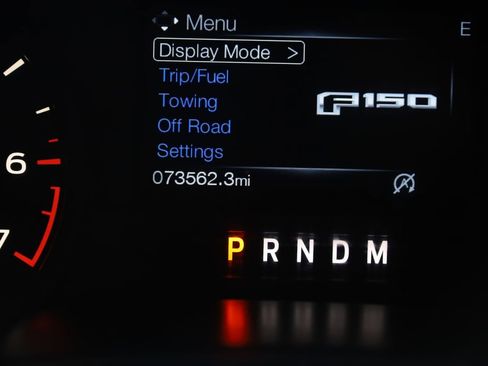 Menu
E
Display Mode >
Trip/Fuel
Towing
F150
Off Road
Settings
6
073562.3mi
A
7
P R N D M